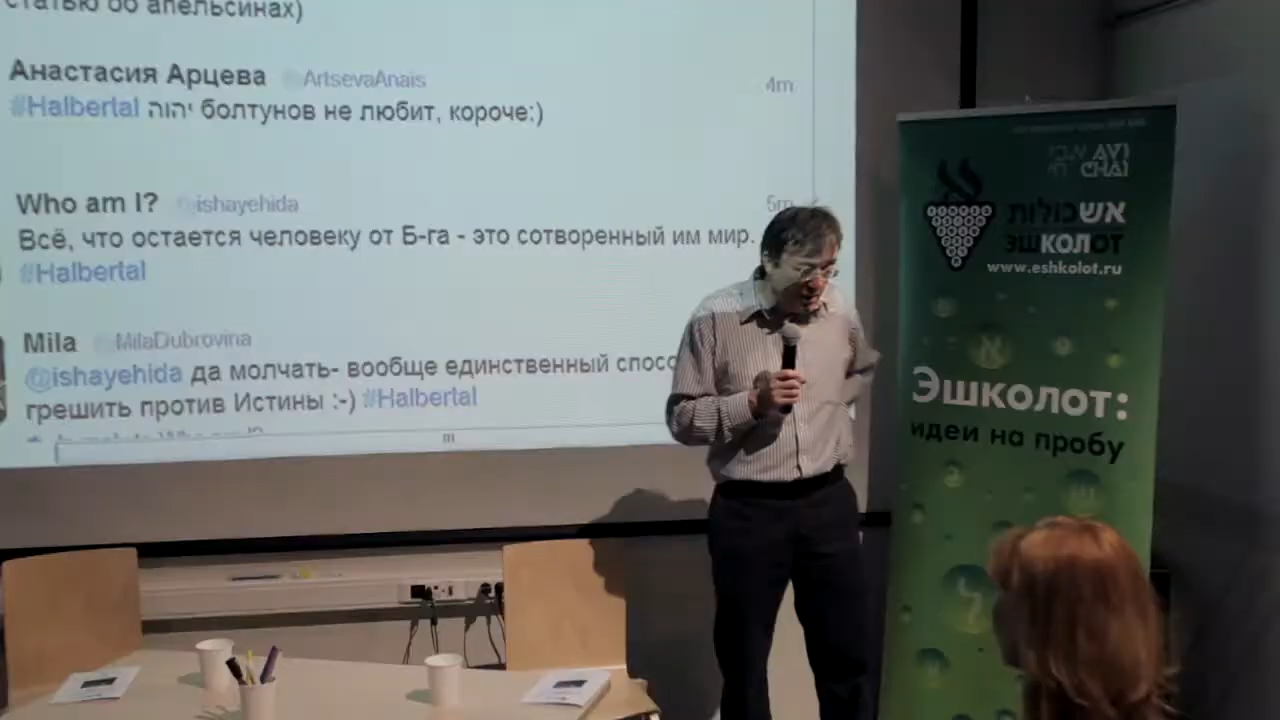 статью об апельсинах)
Анастасия Арцева @ArtsevaAnais 4m
#Halbertal יהוה болтунов не любит, короче:)
Who am I? @ishayehida 5m
Всё, что остается человеку от Б-га - это сотворенный им мир.
#Halbertal
Mila @MilaDubrovina
@ishayehida да молчать- вообще единственный
грешить против Истины :-) #Halbertal
AVI
CHAI
אשכולות
ЭШКОЛОТ
www.eshkolot.ru
Эшколот:
идеи на пробу